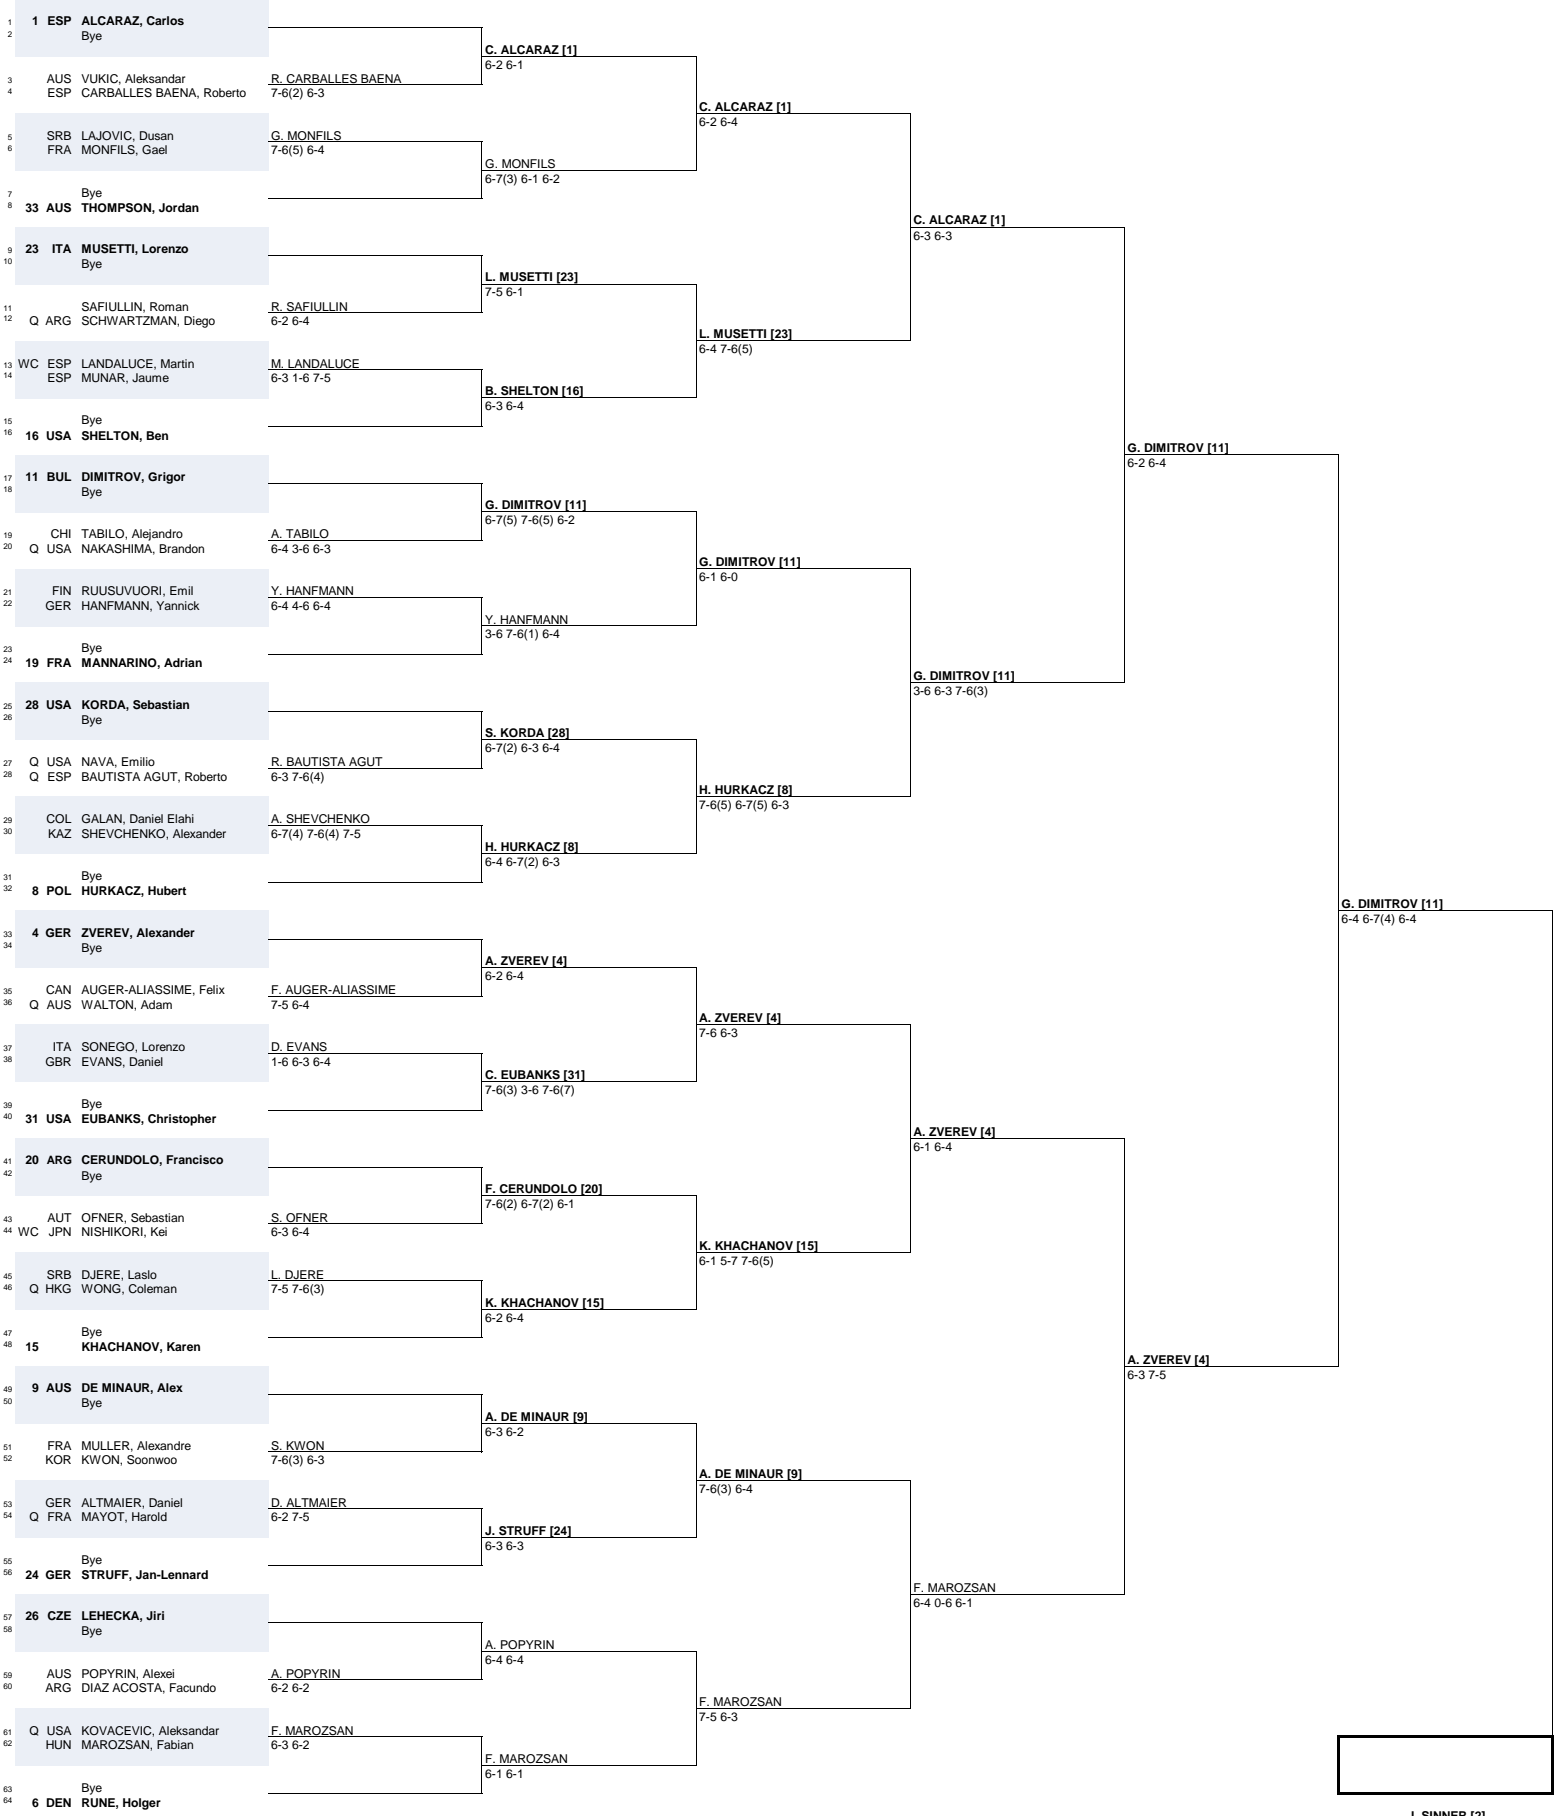 1 1 ESP ALCARAZ, Carlos
2 Bye
3 AUS VUKIC, Aleksandar
4 ESP CARBALLES BAENA, Roberto
5 SRB LAJOVIC, Dusan
6 FRA MONFILS, Gael
7 Bye
8 33 AUS THOMPSON, Jordan
9 23 ITA MUSETTI, Lorenzo
10 Bye
11 SAFIULLIN, Roman
12 Q ARG SCHWARTZMAN, Diego
13 WC ESP LANDALUCE, Martin
14 ESP MUNAR, Jaume
15 Bye
16 16 USA SHELTON, Ben
17 11 BUL DIMITROV, Grigor
18 Bye
19 CHI TABILO, Alejandro
20 Q USA NAKASHIMA, Brandon
21 FIN RUUSUVUORI, Emil
22 GER HANFMANN, Yannick
23 Bye
24 19 FRA MANNARINO, Adrian
25 28 USA KORDA, Sebastian
26 Bye
27 Q USA NAVA, Emilio
28 Q ESP BAUTISTA AGUT, Roberto
29 COL GALAN, Daniel Elahi
30 KAZ SHEVCHENKO, Alexander
31 Bye
32 8 POL HURKACZ, Hubert
33 4 GER ZVEREV, Alexander
34 Bye
35 CAN AUGER-ALIASSIME, Felix
36 Q AUS WALTON, Adam
37 ITA SONEGO, Lorenzo
38 GBR EVANS, Daniel
39 Bye
40 31 USA EUBANKS, Christopher
41 20 ARG CERUNDOLO, Francisco
42 Bye
43 AUT OFNER, Sebastian
44 WC JPN NISHIKORI, Kei
45 SRB DJERE, Laslo
46 Q HKG WONG, Coleman
47 Bye
48 15 KHACHANOV, Karen
49 9 AUS DE MINAUR, Alex
50 Bye
51 FRA MULLER, Alexandre
52 KOR KWON, Soonwoo
53 GER ALTMAIER, Daniel
54 Q FRA MAYOT, Harold
55 Bye
56 24 GER STRUFF, Jan-Lennard
57 26 CZE LEHECKA, Jiri
58 Bye
59 AUS POPYRIN, Alexei
60 ARG DIAZ ACOSTA, Facundo
61 Q USA KOVACEVIC, Aleksandar
62 HUN MAROZSAN, Fabian
63 Bye
64 6 DEN RUNE, Holger
R. CARBALLES BAENA
7-6(2) 6-3
G. MONFILS
7-6(5) 6-4
R. SAFIULLIN
6-2 6-4
M. LANDALUCE
6-3 1-6 7-5
A. TABILO
6-4 3-6 6-3
Y. HANFMANN
6-4 4-6 6-4
R. BAUTISTA AGUT
6-3 7-6(4)
A. SHEVCHENKO
6-7(4) 7-6(4) 7-5
F. AUGER-ALIASSIME
7-5 6-4
D. EVANS
1-6 6-3 6-4
S. OFNER
6-3 6-4
L. DJERE
7-5 7-6(3)
S. KWON
7-6(3) 6-3
D. ALTMAIER
6-2 7-5
A. POPYRIN
6-2 6-2
F. MAROZSAN
6-3 6-2
C. ALCARAZ [1]
6-2 6-1
G. MONFILS
6-7(3) 6-1 6-2
L. MUSETTI [23]
7-5 6-1
B. SHELTON [16]
6-3 6-4
G. DIMITROV [11]
6-7(5) 7-6(5) 6-2
Y. HANFMANN
3-6 7-6(1) 6-4
S. KORDA [28]
6-7(2) 6-3 6-4
H. HURKACZ [8]
6-4 6-7(2) 6-3
A. ZVEREV [4]
6-2 6-4
C. EUBANKS [31]
7-6(3) 3-6 7-6(7)
F. CERUNDOLO [20]
7-6(2) 6-7(2) 6-1
K. KHACHANOV [15]
6-2 6-4
A. DE MINAUR [9]
6-3 6-2
J. STRUFF [24]
6-3 6-3
A. POPYRIN
6-4 6-4
F. MAROZSAN
6-1 6-1
C. ALCARAZ [1]
6-2 6-4
L. MUSETTI [23]
6-4 7-6(5)
G. DIMITROV [11]
6-1 6-0
H. HURKACZ [8]
7-6(5) 6-7(5) 6-3
A. ZVEREV [4]
7-6 6-3
K. KHACHANOV [15]
6-1 5-7 7-6(5)
A. DE MINAUR [9]
7-6(3) 6-4
F. MAROZSAN
7-5 6-3
C. ALCARAZ [1]
6-3 6-3
G. DIMITROV [11]
3-6 6-3 7-6(3)
A. ZVEREV [4]
6-1 6-4
F. MAROZSAN
6-4 0-6 6-1
G. DIMITROV [11]
6-2 6-4
A. ZVEREV [4]
6-3 7-5
G. DIMITROV [11]
6-4 6-7(4) 6-4
J. SINNER [2]